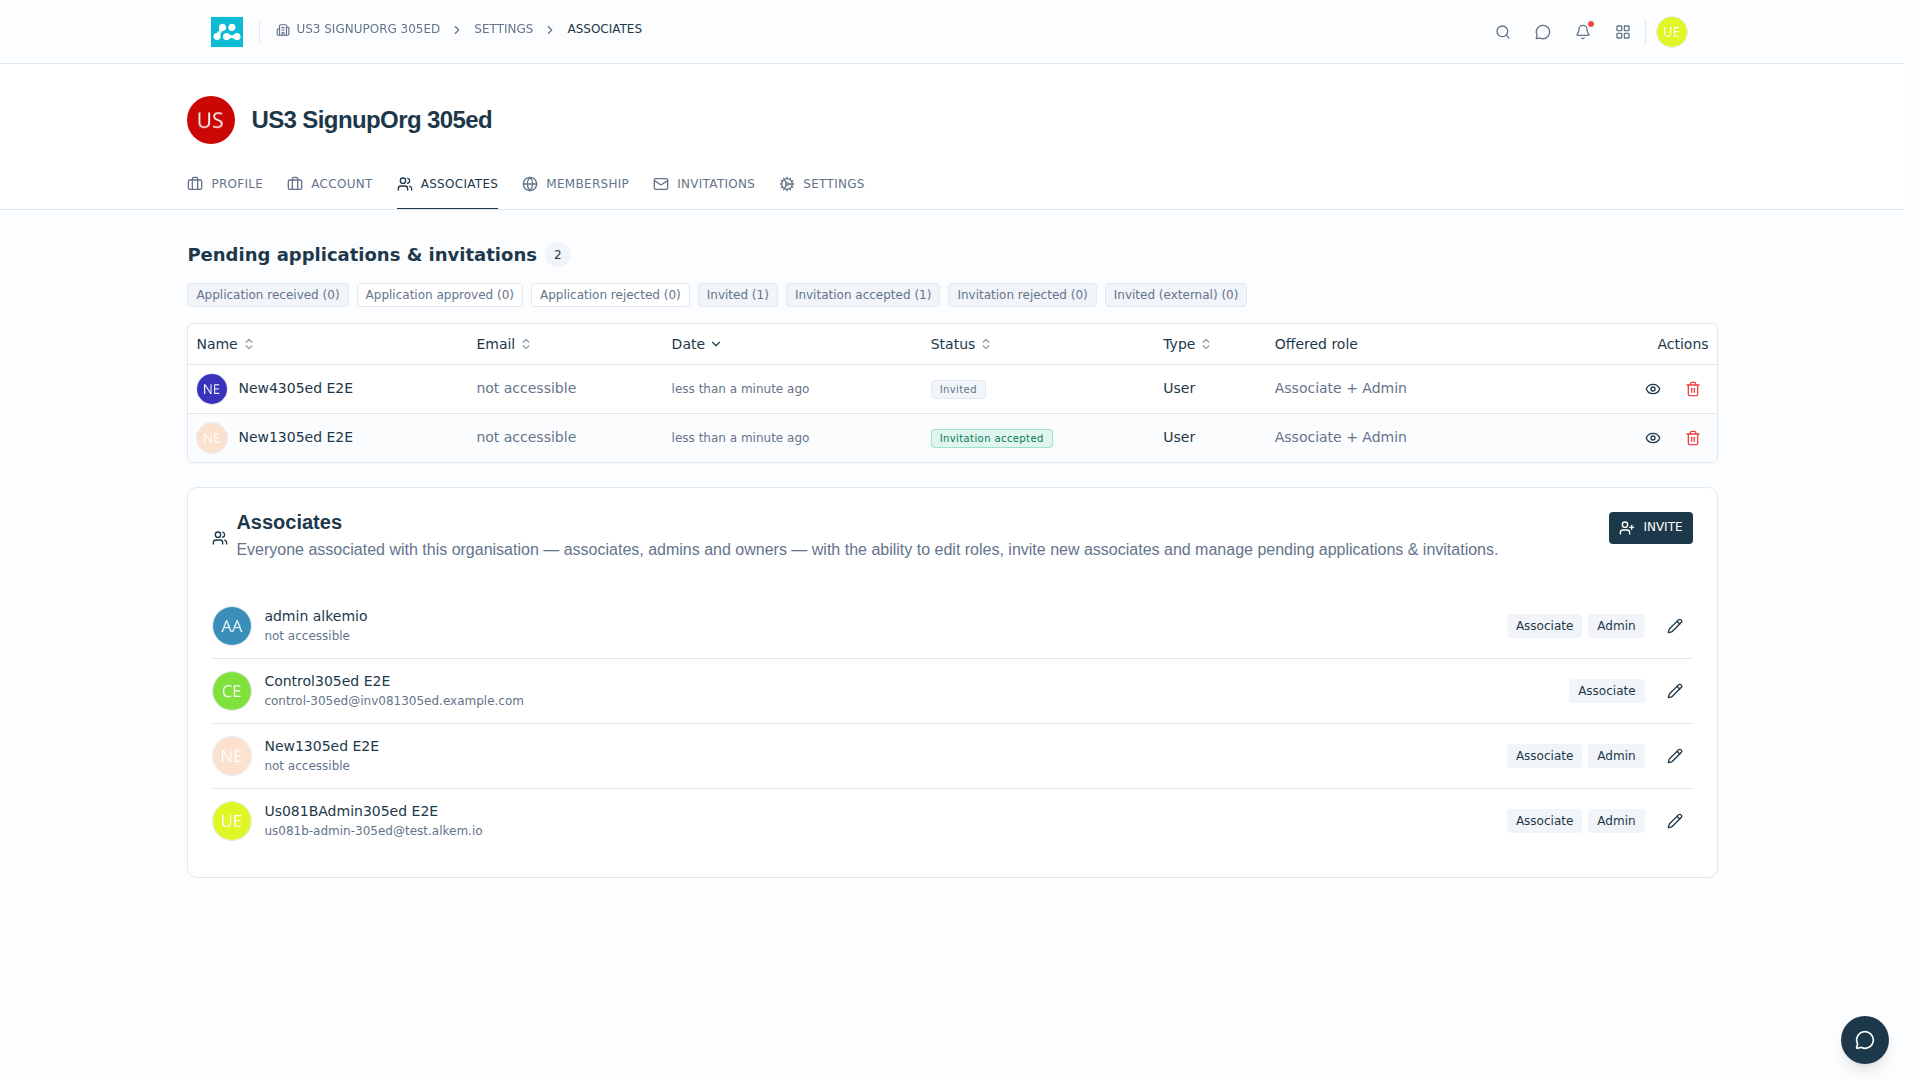 US3 SIGNUPORG 305ED > SETTINGS > ASSOCIATES
UE
US
US3 SignupOrg 305ed
PROFILE ACCOUNT ASSOCIATES MEMBERSHIP INVITATIONS SETTINGS
Pending applications & invitations 2
Application received (0) Application approved (0) Application rejected (0) Invited (1) Invitation accepted (1) Invitation rejected (0) Invited (external) (0)
Name Email Date Status Type Offered role Actions
NE New4305ed E2E not accessible less than a minute ago Invited User Associate + Admin
NE New1305ed E2E not accessible less than a minute ago Invitation accepted User Associate + Admin
Associates
INVITE
Everyone associated with this organisation — associates, admins and owners — with the ability to edit roles, invite new associates and manage pending applications & invitations.
AA admin alkemio
not accessible
Associate Admin
CE Control305ed E2E
control-305ed@inv081305ed.example.com
Associate
NE New1305ed E2E
not accessible
Associate Admin
UE Us081BAdmin305ed E2E
us081b-admin-305ed@test.alkem.io
Associate Admin